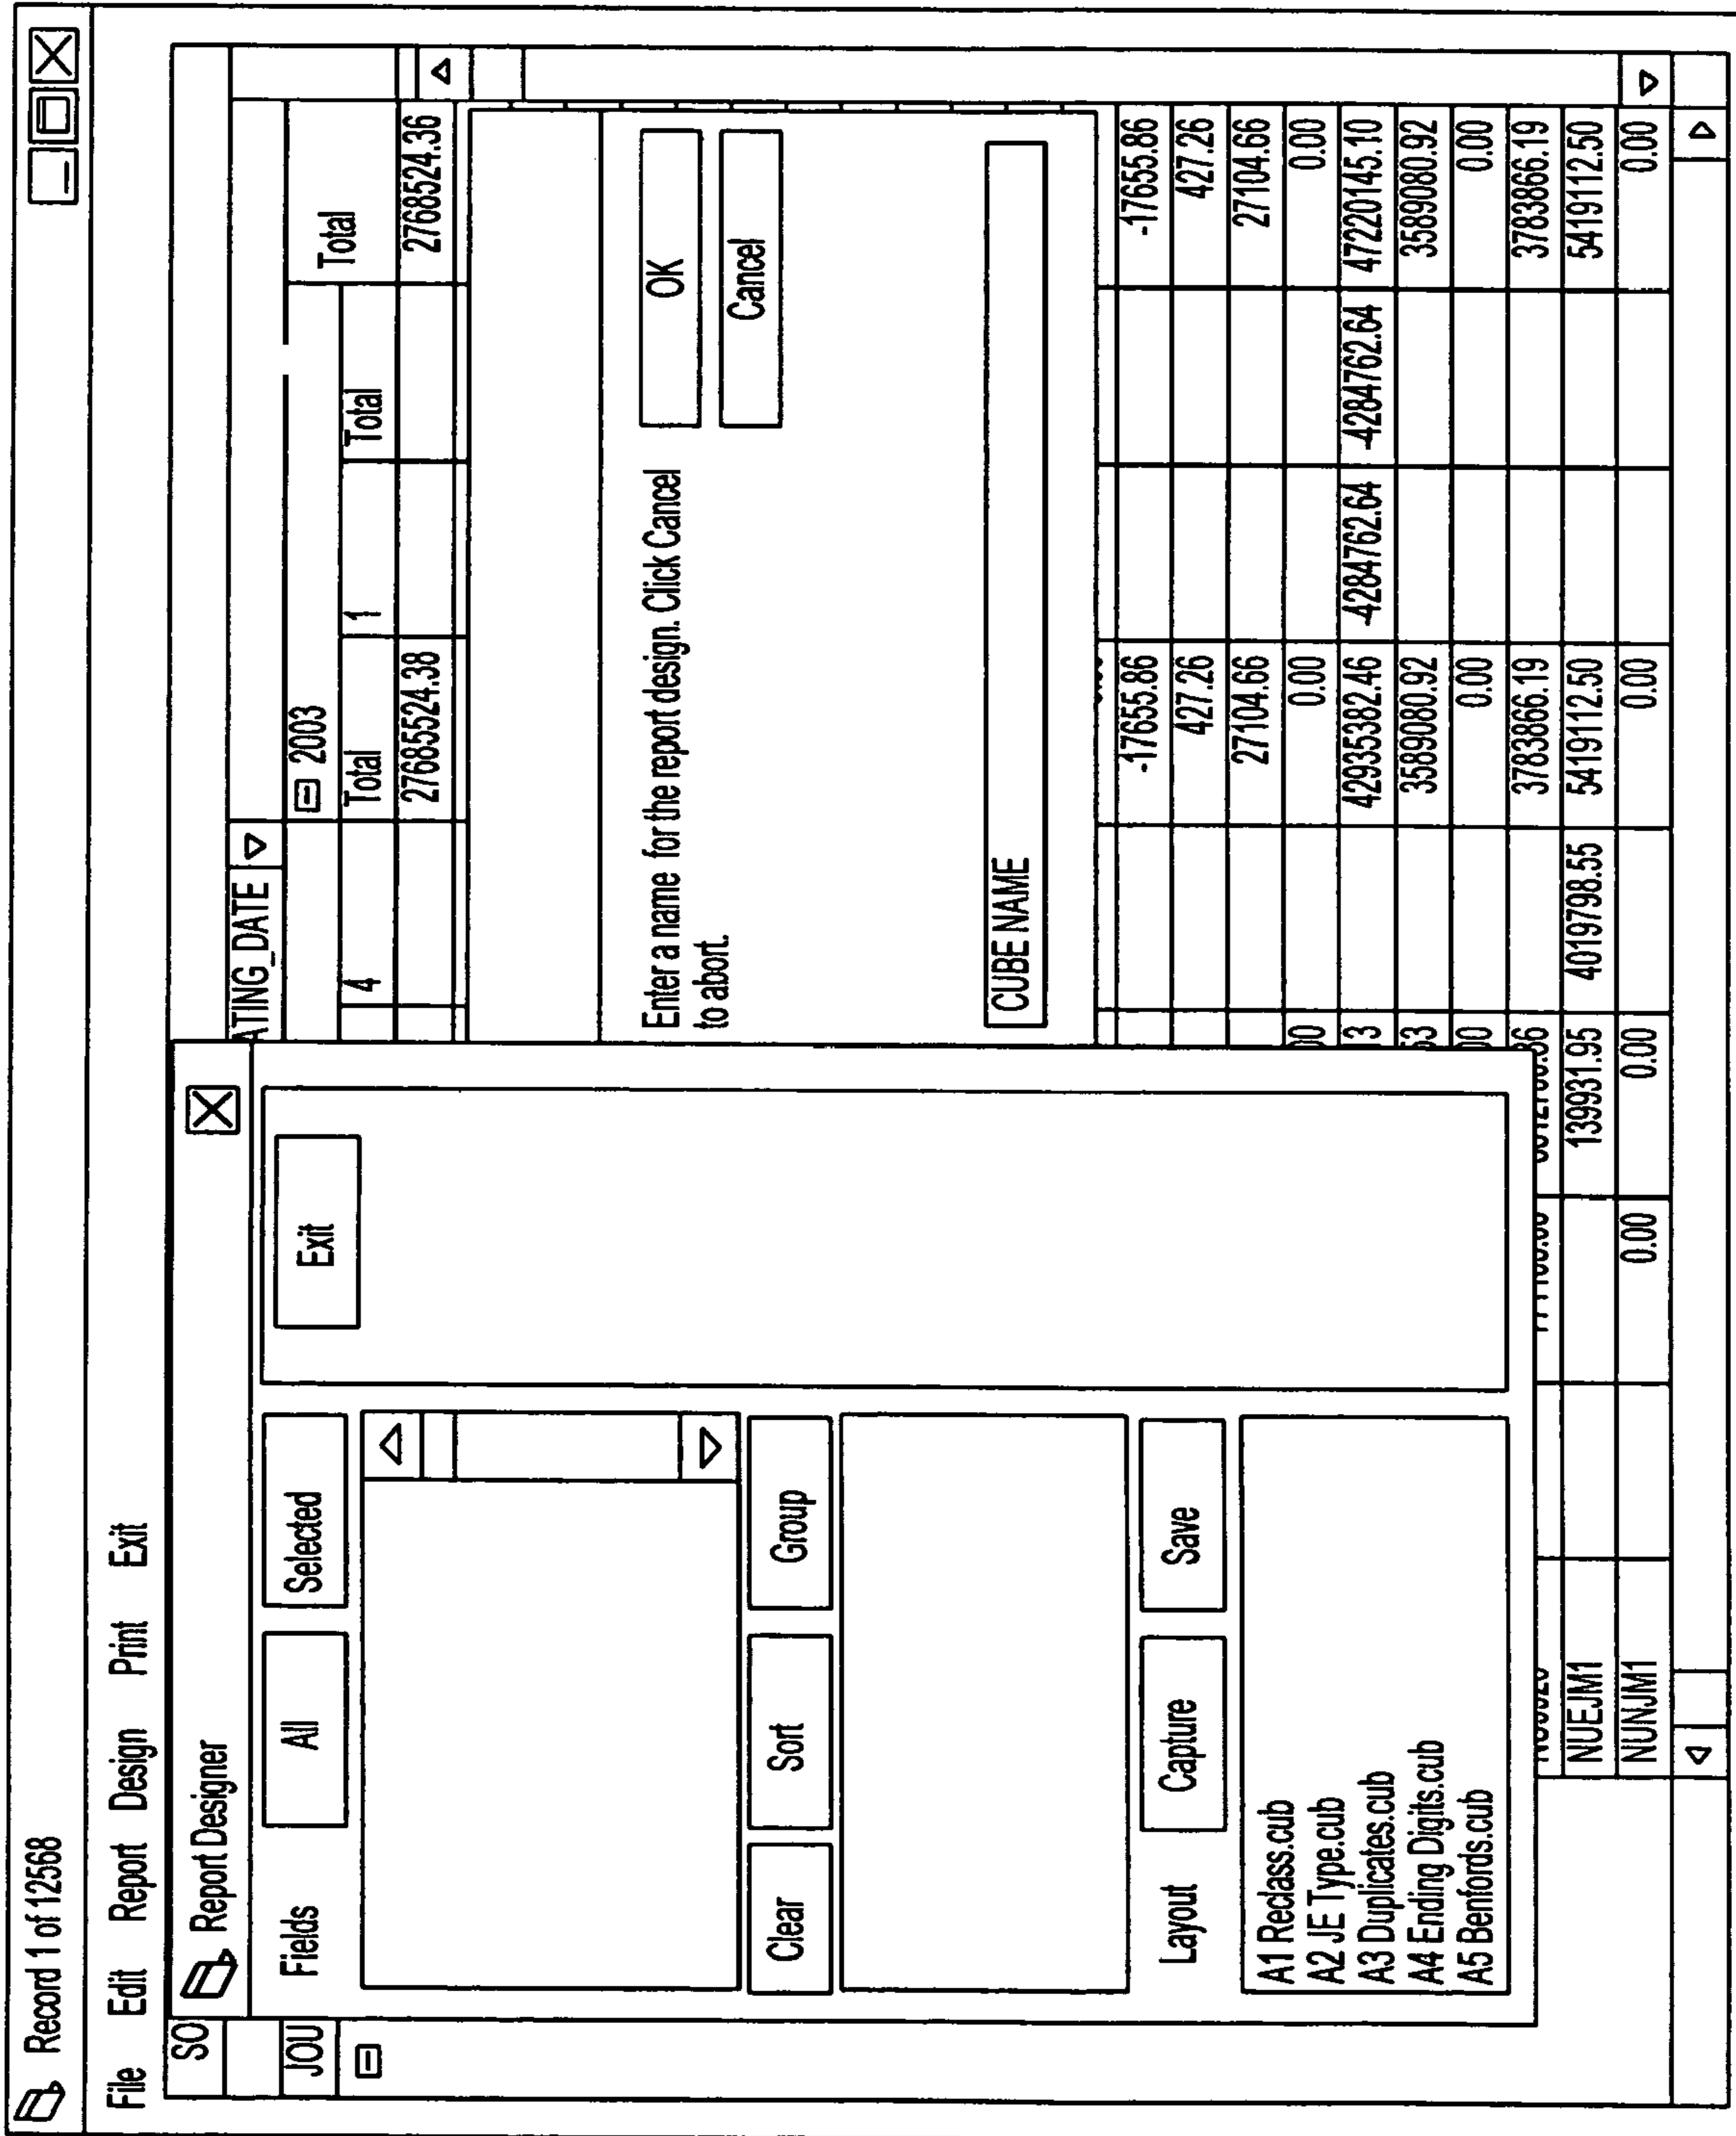 Record 1 of 12568
File Edit Report Design Print Exit
SO
JOU
Report Designer
Fields All Selected
Exit
Clear Sort Group
Layout Capture Save
A1 Reclass.cub
A2 JE Type.cub
A3 Duplicates.cub
A4 Ending Digits.cub
A5 Benfords.cub
ATING_DATE
2003
4 Total 1 Total Total
27685524.38 2768524.36
Enter a name for the report design. Click Cancel
to abort.
OK
Cancel
CUBE NAME
-17655.86 -17655.86
427.26 427.26
27104.66 27104.66
00 0.00 0.00
3 42935382.46 -4284762.64 -4284762.64 47220145.10
53 3589080.92 3589080.92
00 0.00 0.00
86 3783866.19 3783866.19
NUEJM1 139931.95 4019798.55 5419112.50 5419112.50
NUNJM1 0.00 0.00 0.00 0.00